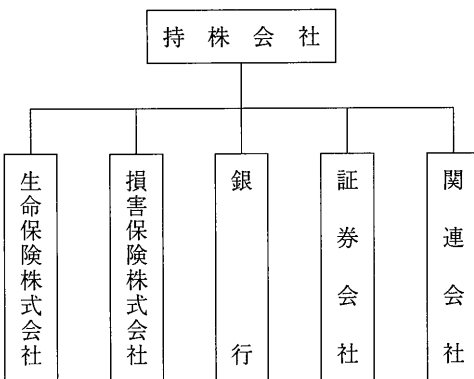 持株会社
生命保険株式会社
損害保険株式会社
銀行
証券会社
関連会社